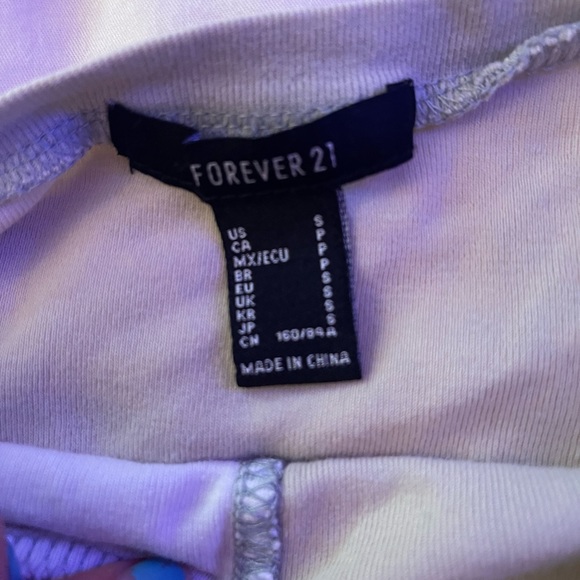 FOREVER 21
US S
CA P
MX/ECU P
BR P
EU S
UK S
KR S
JP S
CN 160/84A
MADE IN CHINA